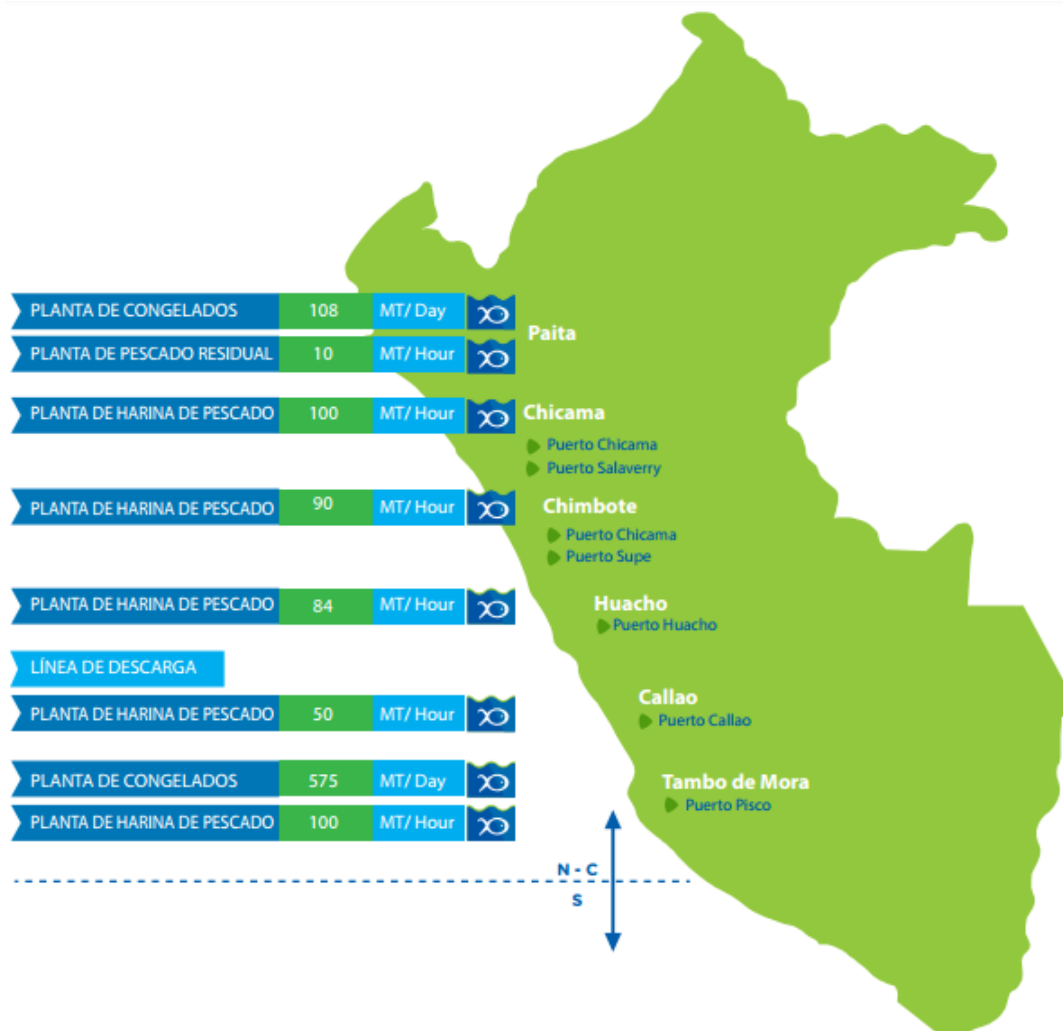 PLANTA DE CONGELADOS 108 MT/ Day
Paita
PLANTA DE PESCADO RESIDUAL 10 MT/ Hour
PLANTA DE HARINA DE PESCADO 100 MT/ Hour Chicama
Puerto Chicama
Puerto Salaverry
PLANTA DE HARINA DE PESCADO 90 MT/ Hour Chimbote
Puerto Chicama
Puerto Supe
PLANTA DE HARINA DE PESCADO 84 MT/ Hour Huacho
Puerto Huacho
LÍNEA DE DESCARGA
Callao
PLANTA DE HARINA DE PESCADO 50 MT/ Hour Puerto Callao
PLANTA DE CONGELADOS 575 MT/ Day Tambo de Mora
Puerto Pisco
PLANTA DE HARINA DE PESCADO 100 MT/ Hour
N - C
S